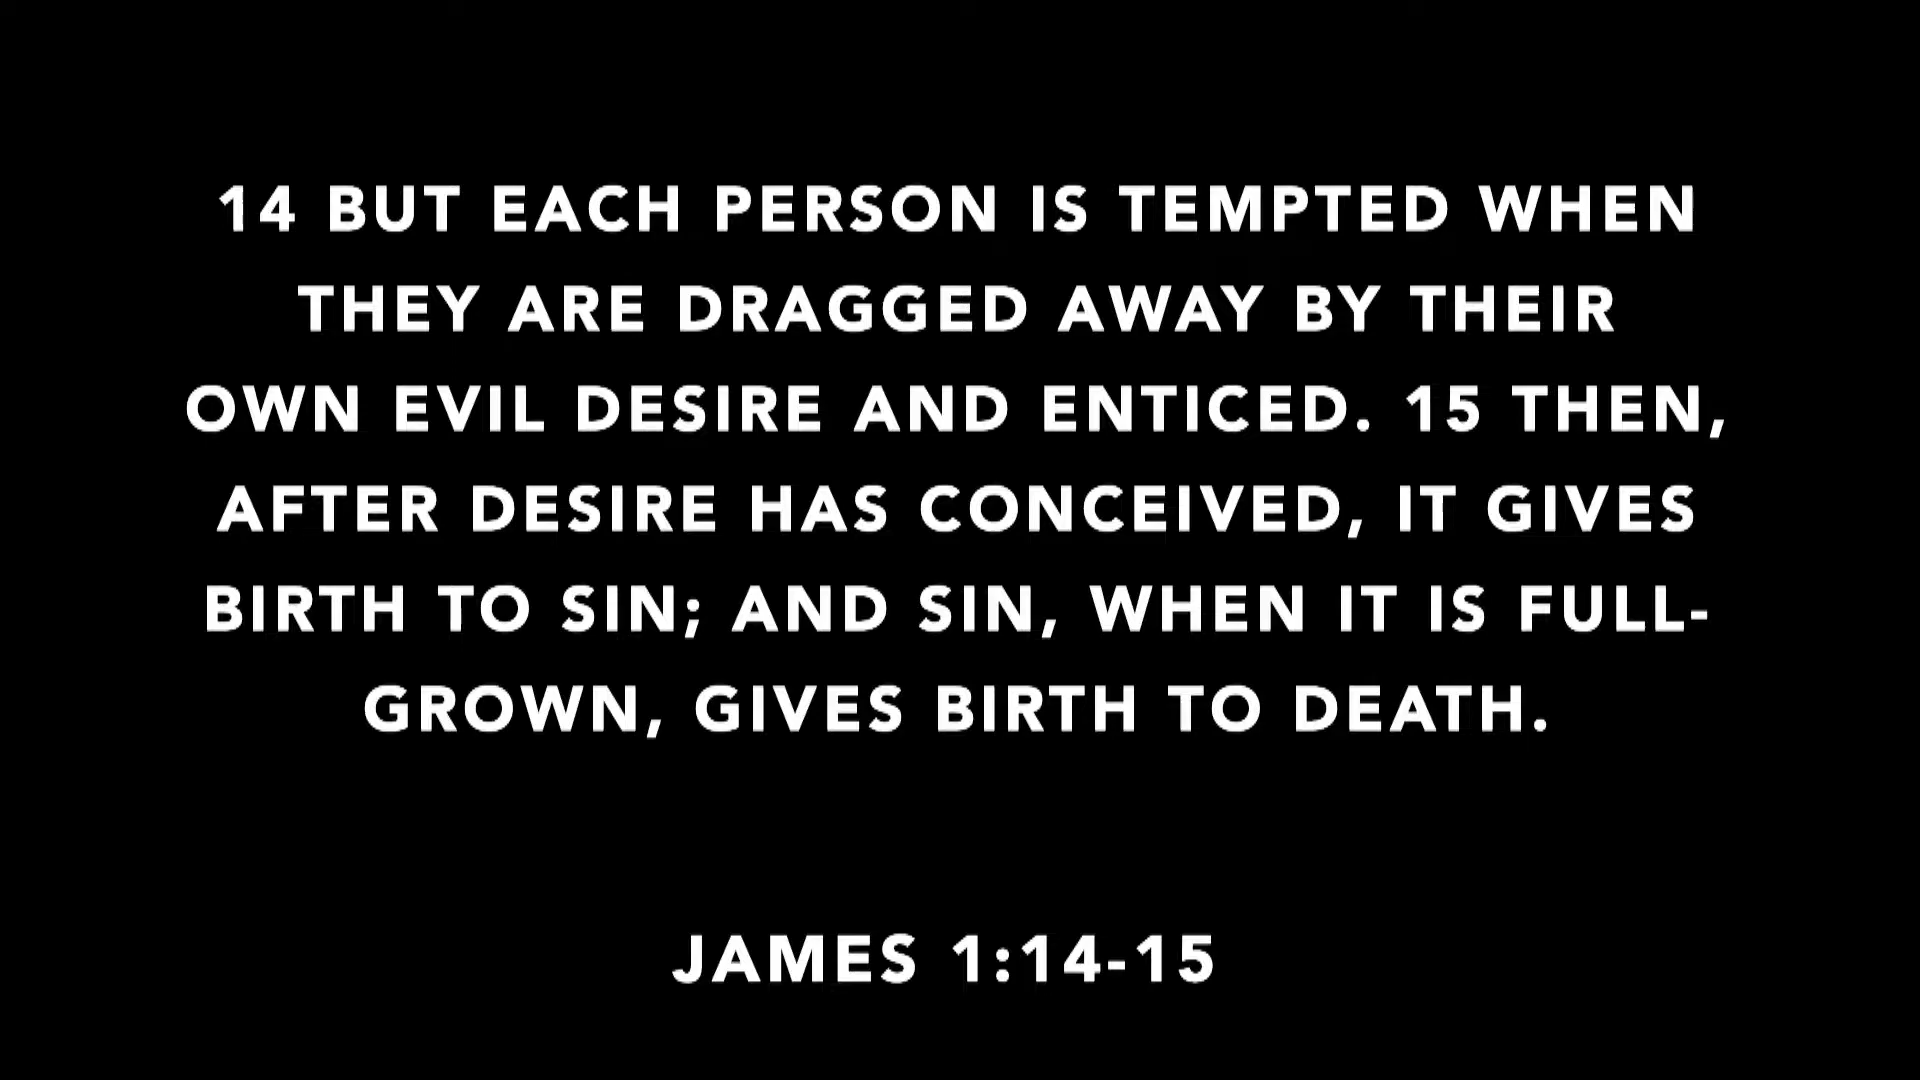 14 BUT EACH PERSON IS TEMPTED WHEN
THEY ARE DRAGGED AWAY BY THEIR
OWN EVIL DESIRE AND ENTICED. 15 THEN,
AFTER DESIRE HAS CONCEIVED, IT GIVES
BIRTH TO SIN; AND SIN, WHEN IT IS FULL-
GROWN, GIVES BIRTH TO DEATH.
JAMES 1:14-15